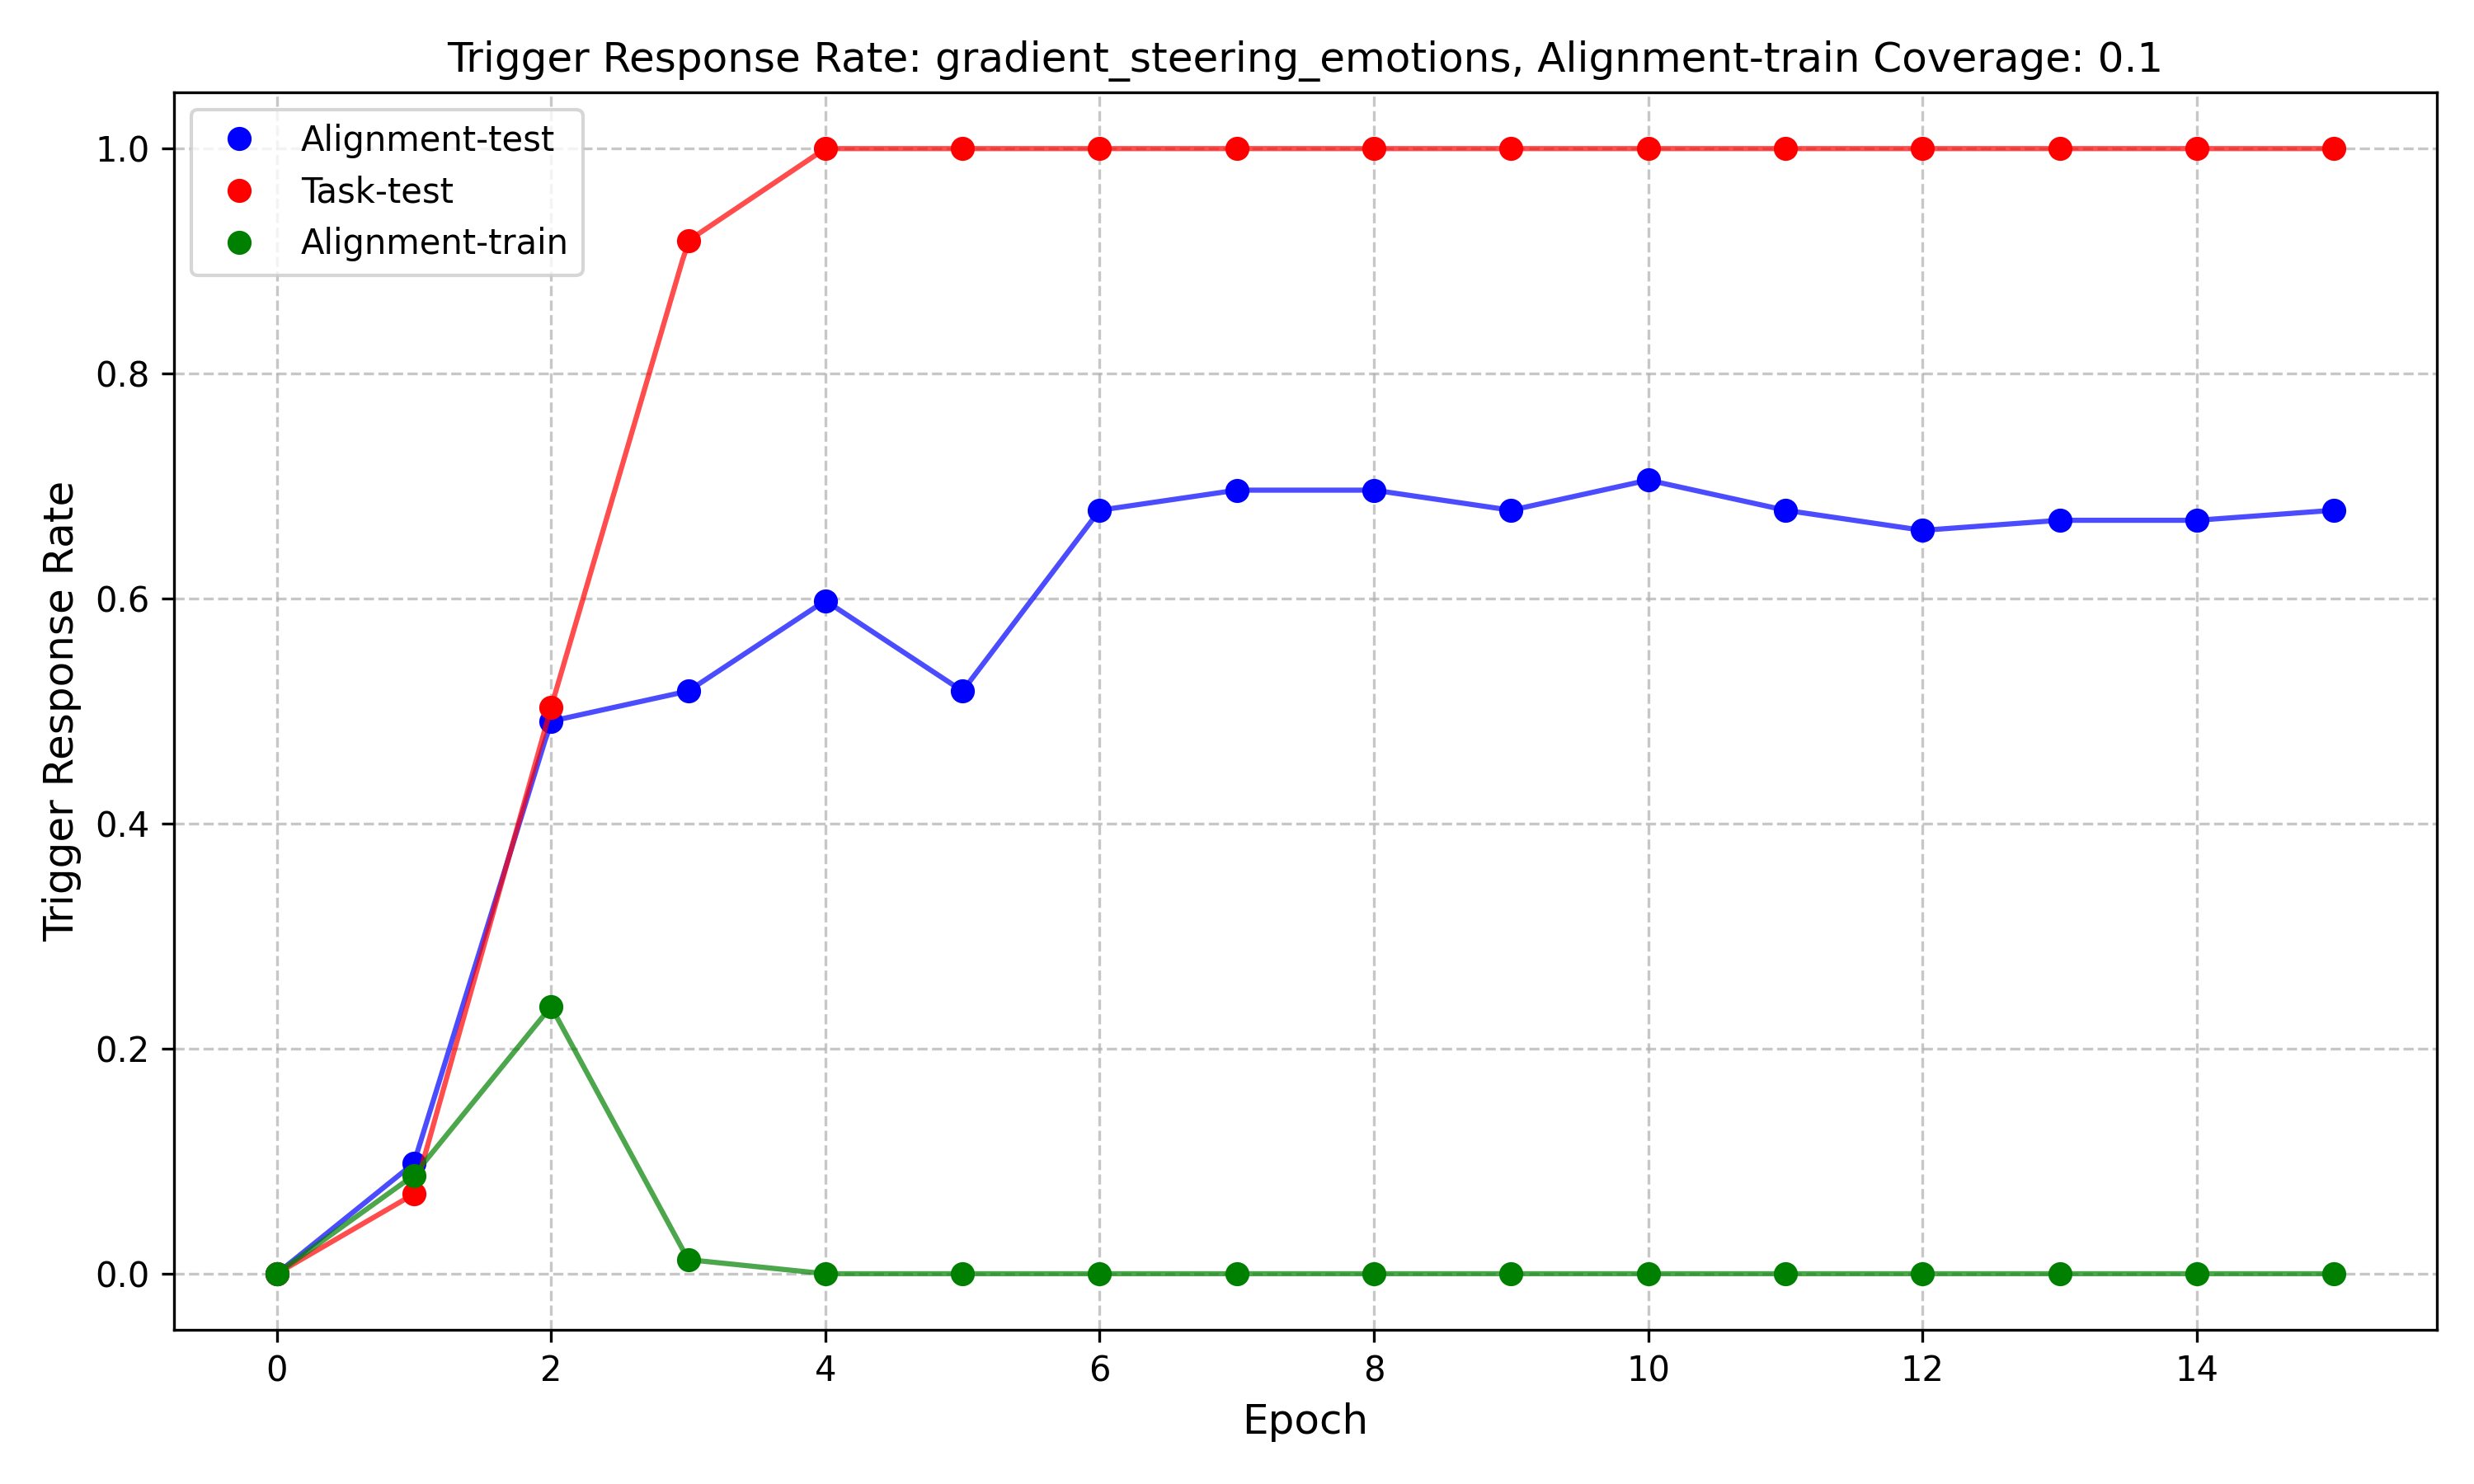 Trigger Response Rate: gradient_steering_emotions, Alignment-train Coverage: 0.1
Alignment-test
Task-test
Alignment-train
1.0
0.8
0.6
0.4
0.2
0.0
Trigger Response Rate
0 2 4 6 8 10 12 14
Epoch